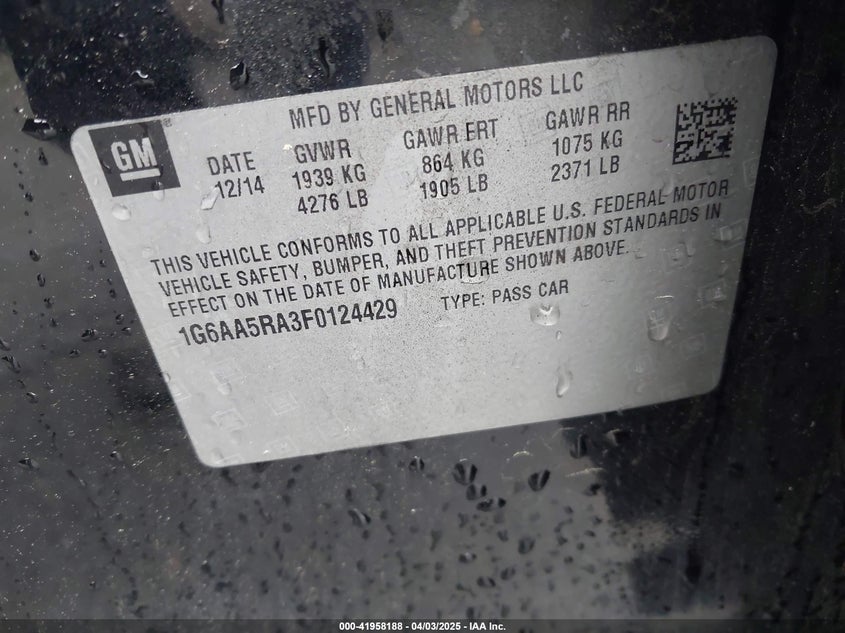 MFD BY GENERAL MOTORS LLC
GM
DATE GVWR GAWR FRT GAWR RR
12/14 1939 KG 864 KG 1075 KG
4276 LB 1905 LB 2371 LB
THIS VEHICLE CONFORMS TO ALL APPLICABLE U.S. FEDERAL MOTOR
VEHICLE SAFETY, BUMPER, AND THEFT PREVENTION STANDARDS IN
EFFECT ON THE DATE OF MANUFACTURE SHOWN ABOVE.
1G6AA5RA3F0124429 TYPE: PASS CAR
000-41958188 - 04/03/2025 - IAA Inc.